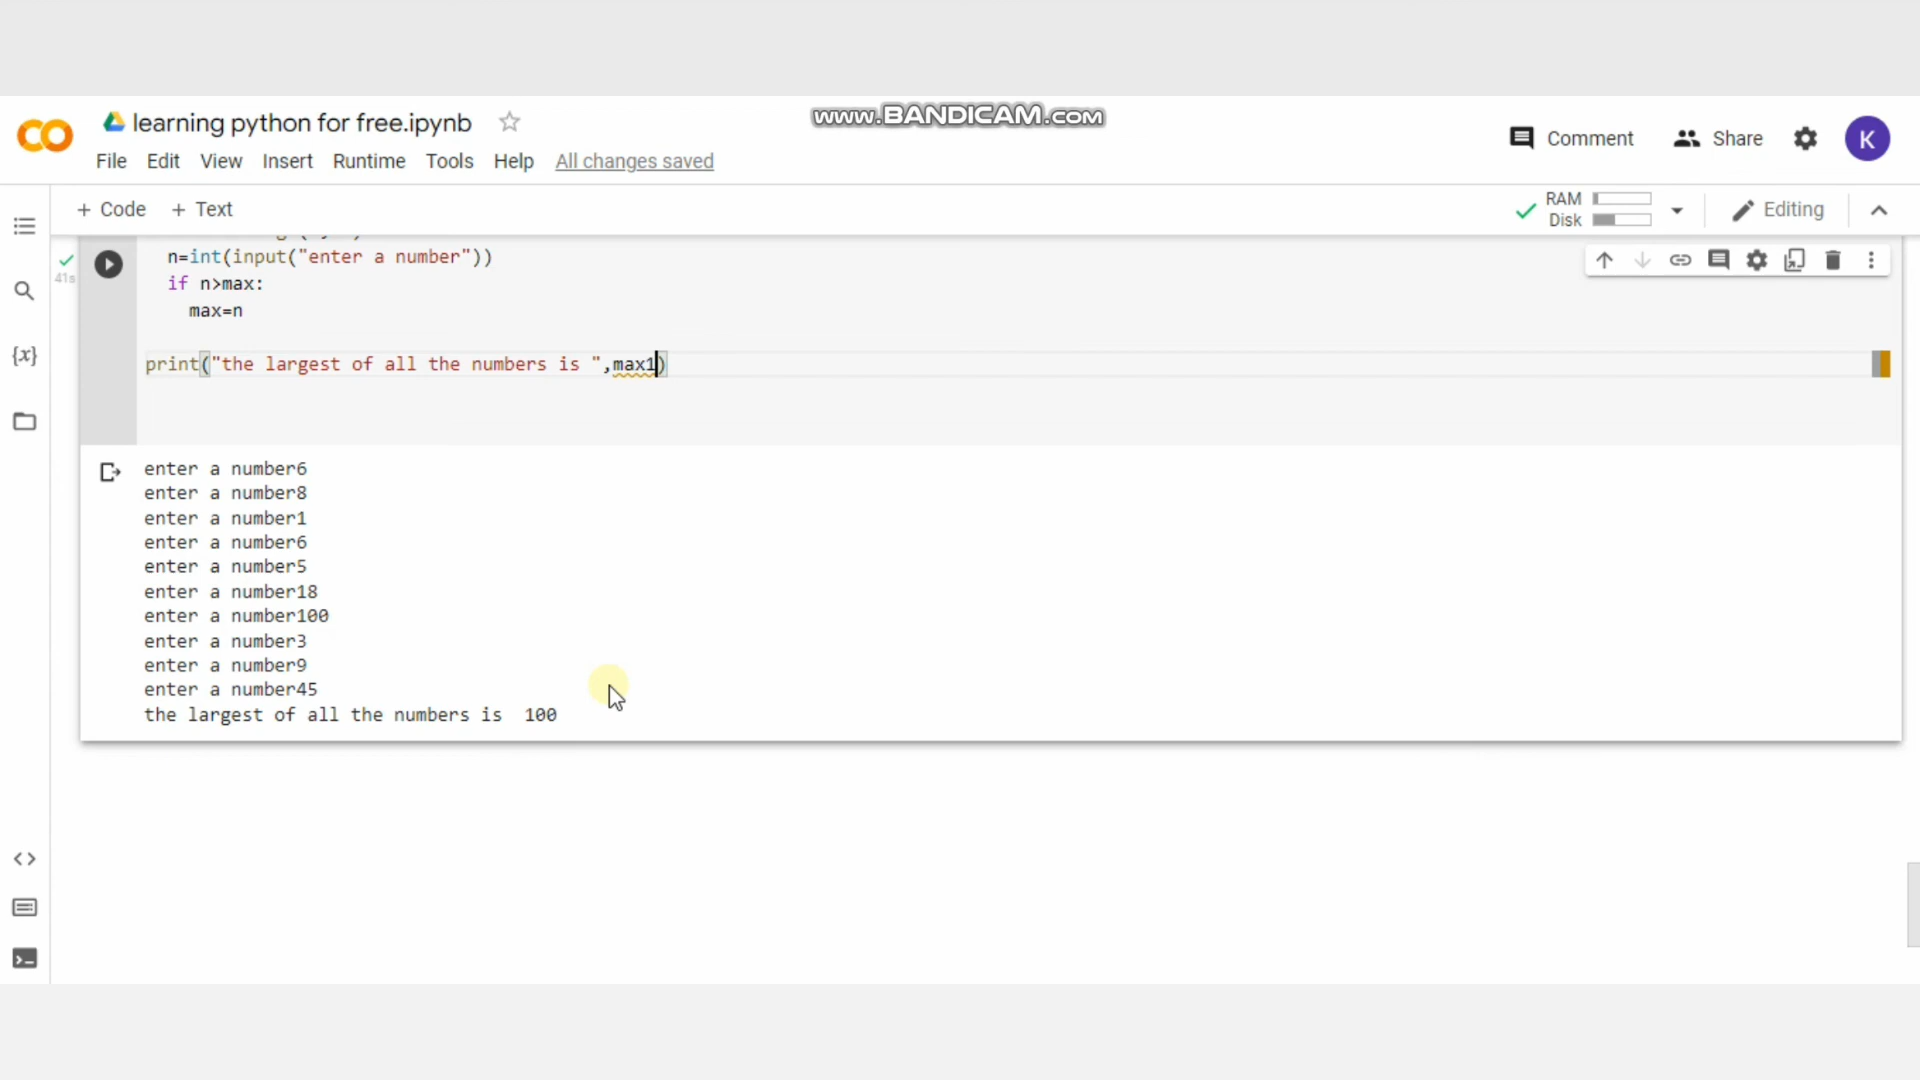 www.BANDICAM.com
learning python for free.ipynb
Comment
Share
K
File Edit View Insert Runtime Tools Help All changes saved
+ Code + Text
RAM
Disk
Editing
41s
n=int(input("enter a number"))
if n>max:
max=n
print("the largest of all the numbers is ",max1)
{x}
enter a number6
enter a number8
enter a number1
enter a number6
enter a number5
enter a number18
enter a number100
enter a number3
enter a number9
enter a number45
the largest of all the numbers is  100